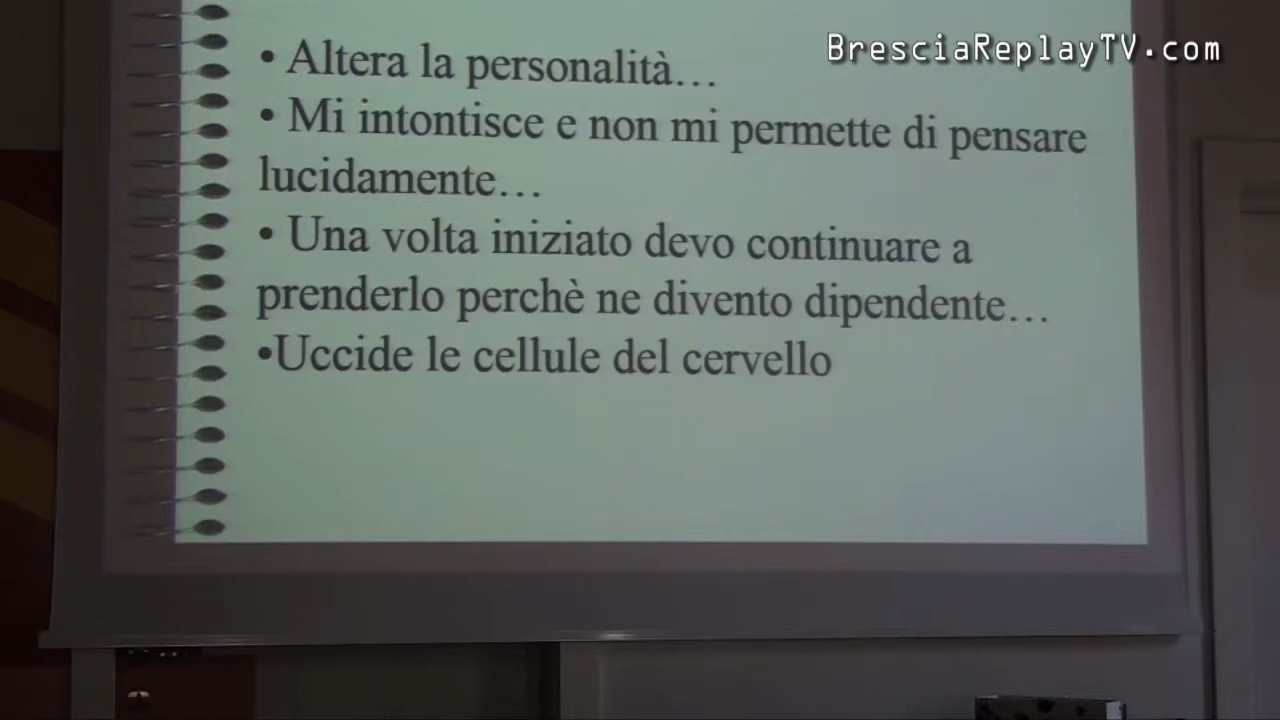 BresciaReplayTV.com
• Altera la personalità...
• Mi intontisce e non mi permette di pensare
lucidamente...
• Una volta iniziato devo continuare a
prenderlo perchè ne divento dipendente...
•Uccide le cellule del cervello